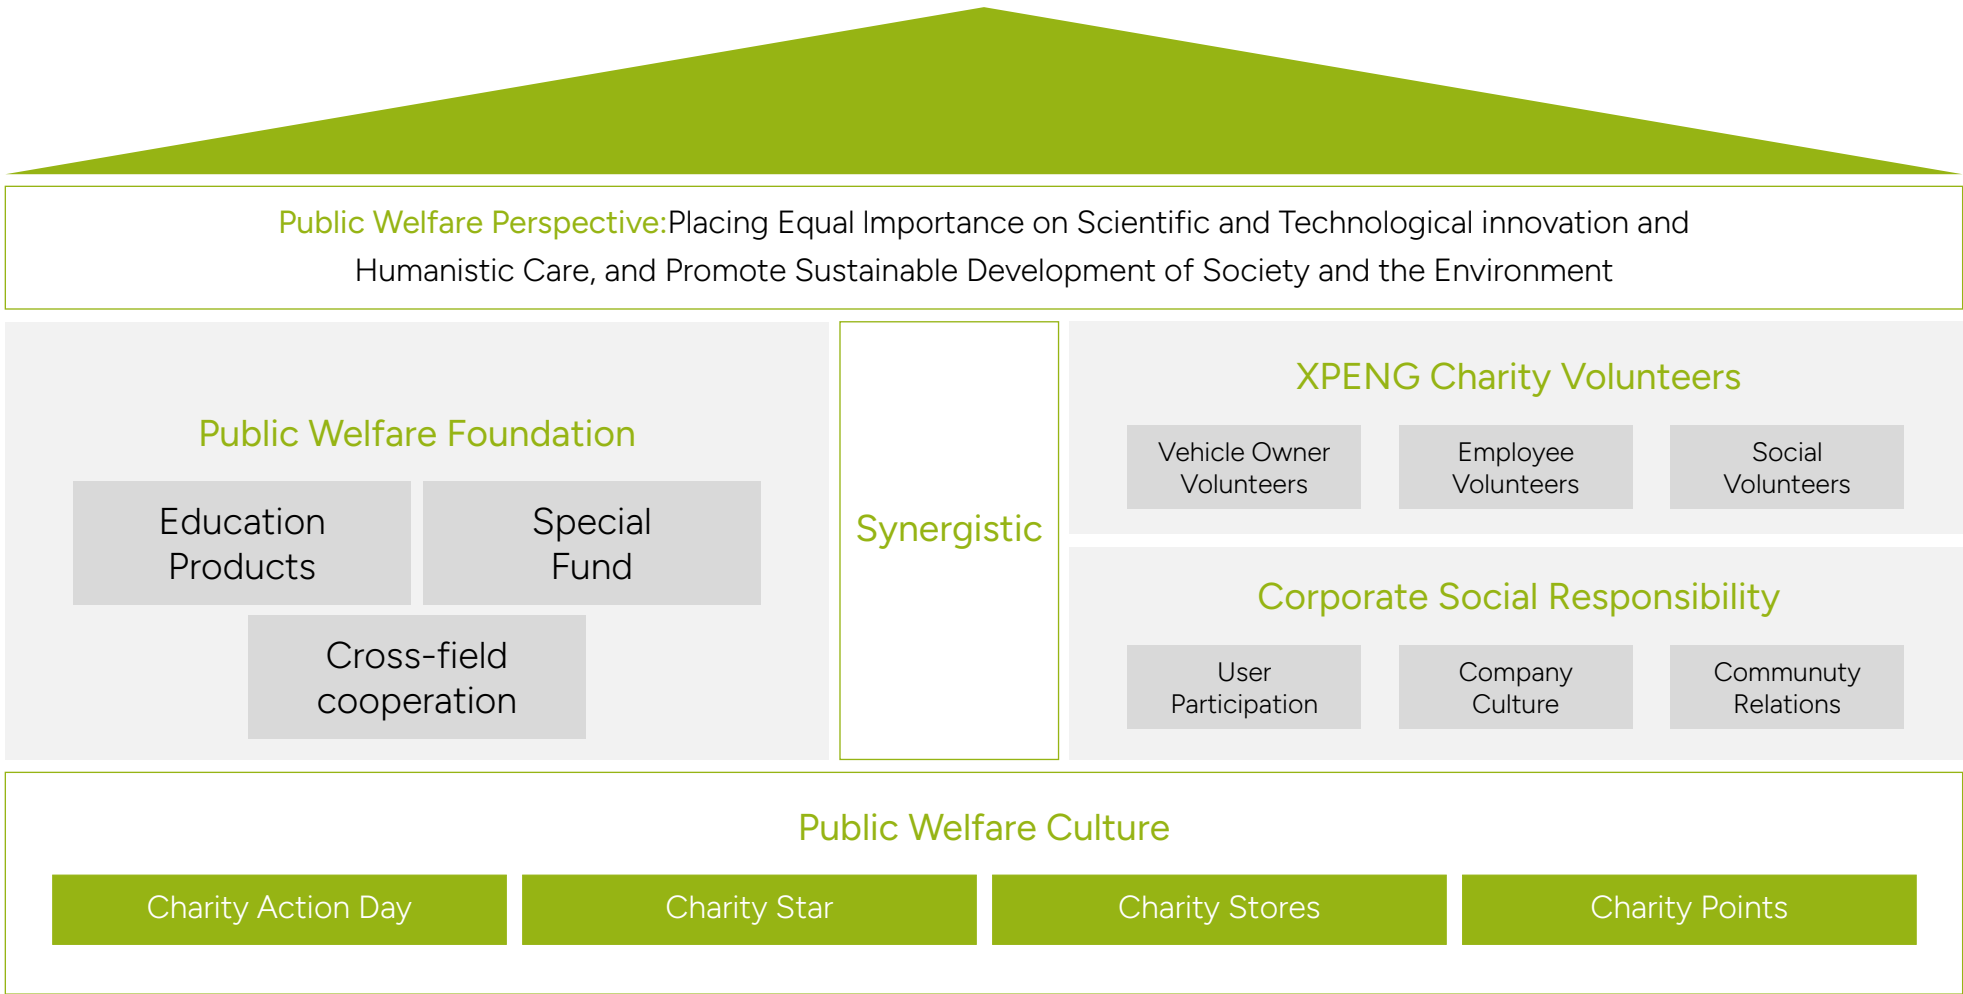 Public Welfare Perspective:Placing Equal Importance on Scientific and Technological innovation and
Humanistic Care, and Promote Sustainable Development of Society and the Environment
Public Welfare Foundation
Education
Products
Special
Fund
Cross-field
cooperation
Synergistic
XPENG Charity Volunteers
Vehicle Owner
Volunteers
Employee
Volunteers
Social
Volunteers
Corporate Social Responsibility
User
Participation
Company
Culture
Communuty
Relations
Public Welfare Culture
Charity Action Day
Charity Star
Charity Stores
Charity Points